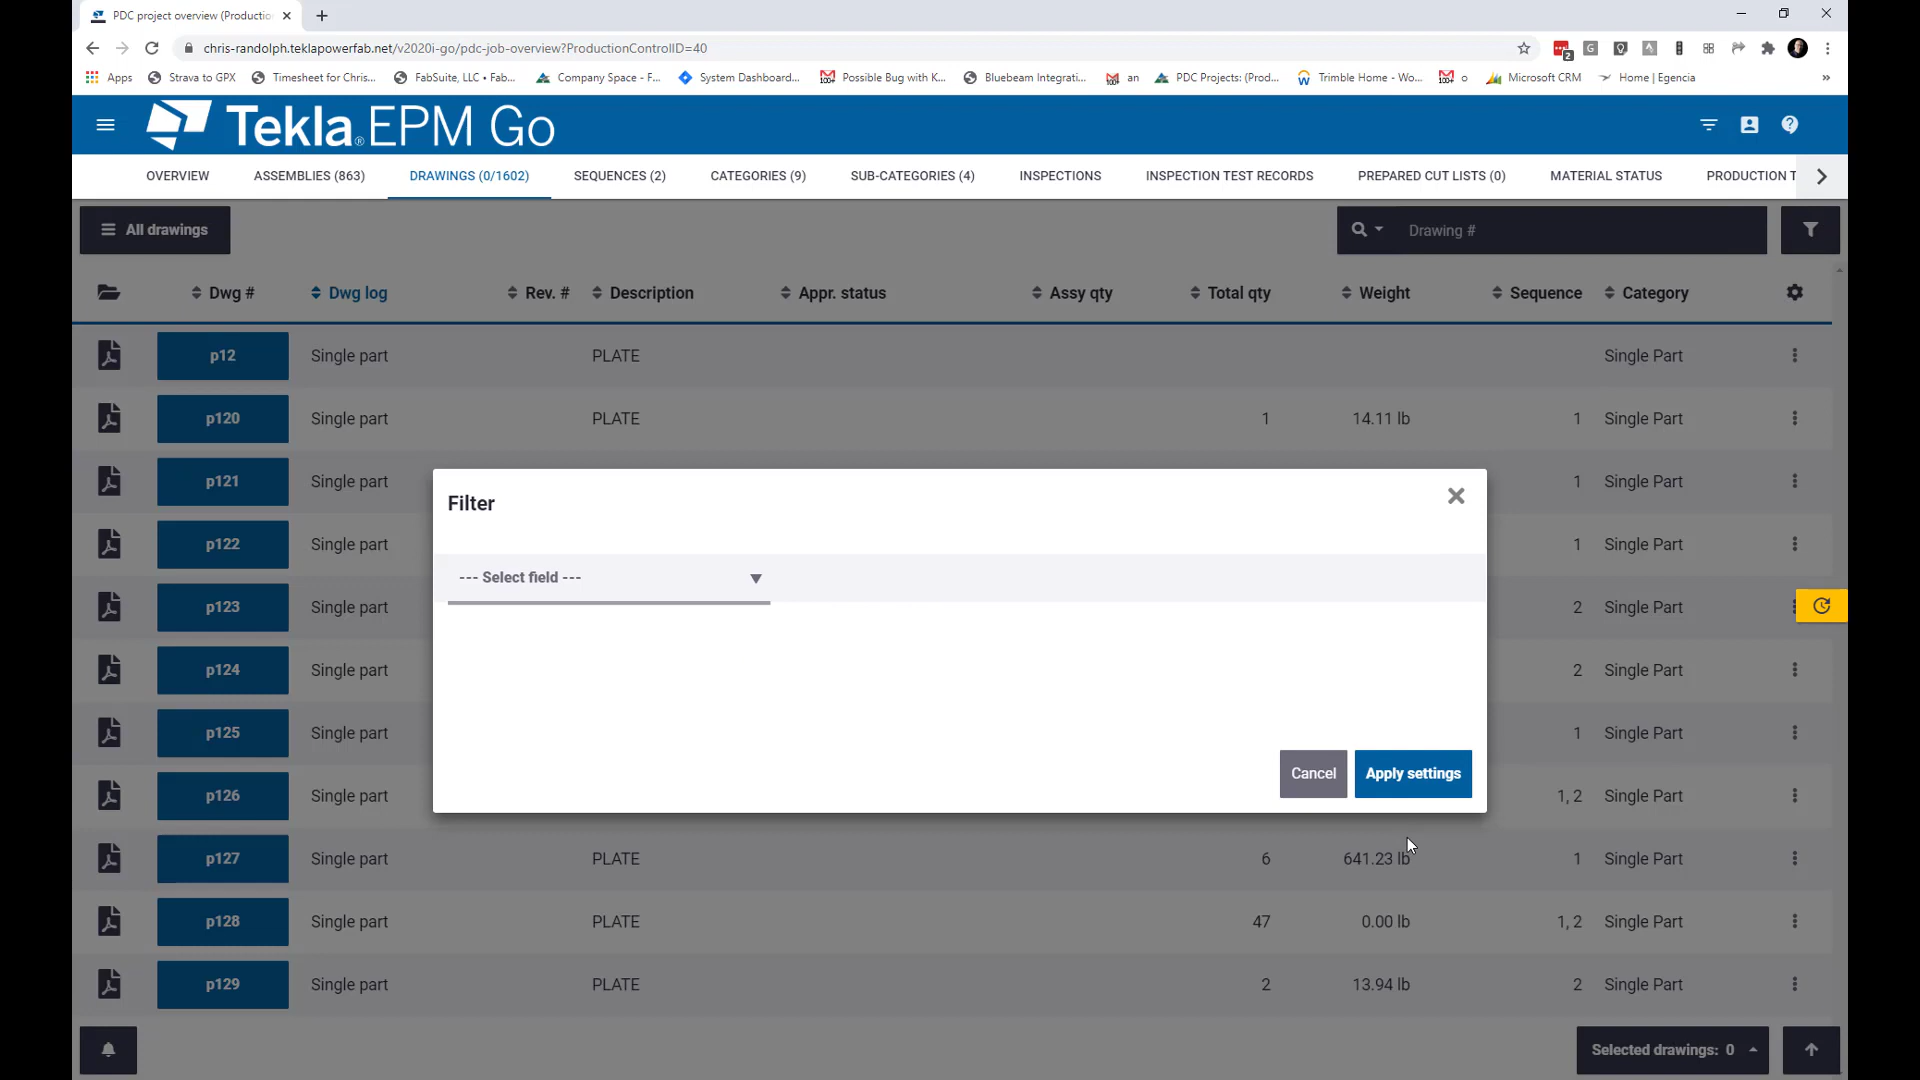 PDC project overview (Productio
chris-randolph.teklapowerfab.net/v2020i-go/pdc-job-overview?ProductionControlID=40
Apps Strava to GPX Timesheet for Chris... FabSuite, LLC • Fab... Company Space - F... System Dashboard... Possible Bug with K... Bluebeam Integrati... an PDC Projects: (Prod... Trimble Home - Wo... o Microsoft CRM Home | Egencia »
Tekla® EPM Go
OVERVIEW ASSEMBLIES (863) DRAWINGS (0/1602) SEQUENCES (2) CATEGORIES (9) SUB-CATEGORIES (4) INSPECTIONS INSPECTION TEST RECORDS PREPARED CUT LISTS (0) MATERIAL STATUS PRODUCTION T
All drawings Drawing #
Dwg # Dwg log Rev. # Description Appr. status Assy qty Total qty Weight Sequence Category
p12 Single part PLATE Single Part
p120 Single part PLATE 1 14.11 lb 1 Single Part
p121 Single part 1 Single Part
p122 Single part 1 Single Part
p123 Single part 2 Single Part
p124 Single part 2 Single Part
p125 Single part 1 Single Part
p126 Single part 1, 2 Single Part
Filter
--- Select field ---
Cancel Apply settings
p127 Single part PLATE 6 641.23 lb 1 Single Part
p128 Single part PLATE 47 0.00 lb 1, 2 Single Part
p129 Single part PLATE 2 13.94 lb 2 Single Part
Selected drawings: 0